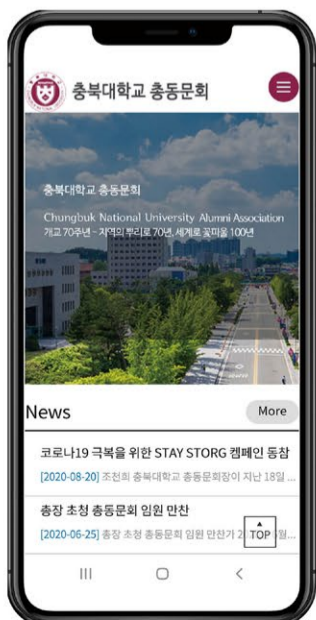 충북대학교 총동문회
충북대학교 총동문회
Chungbuk National University Alumni Association
개교 70주년 ~ 지역의 뿌리로 70년, 세계로 꽃피울 100년
News
More
코로나19 극복을 위한 STAY STORG 켐페인 동참
[2020-08-20] 조천희 충북대학교 총동문회장이 지난 18일 ...
총장 초청 총동문회 임원 만찬
[2020-06-25] 총장 초청 총동문회 임원 만찬가 2
TOP